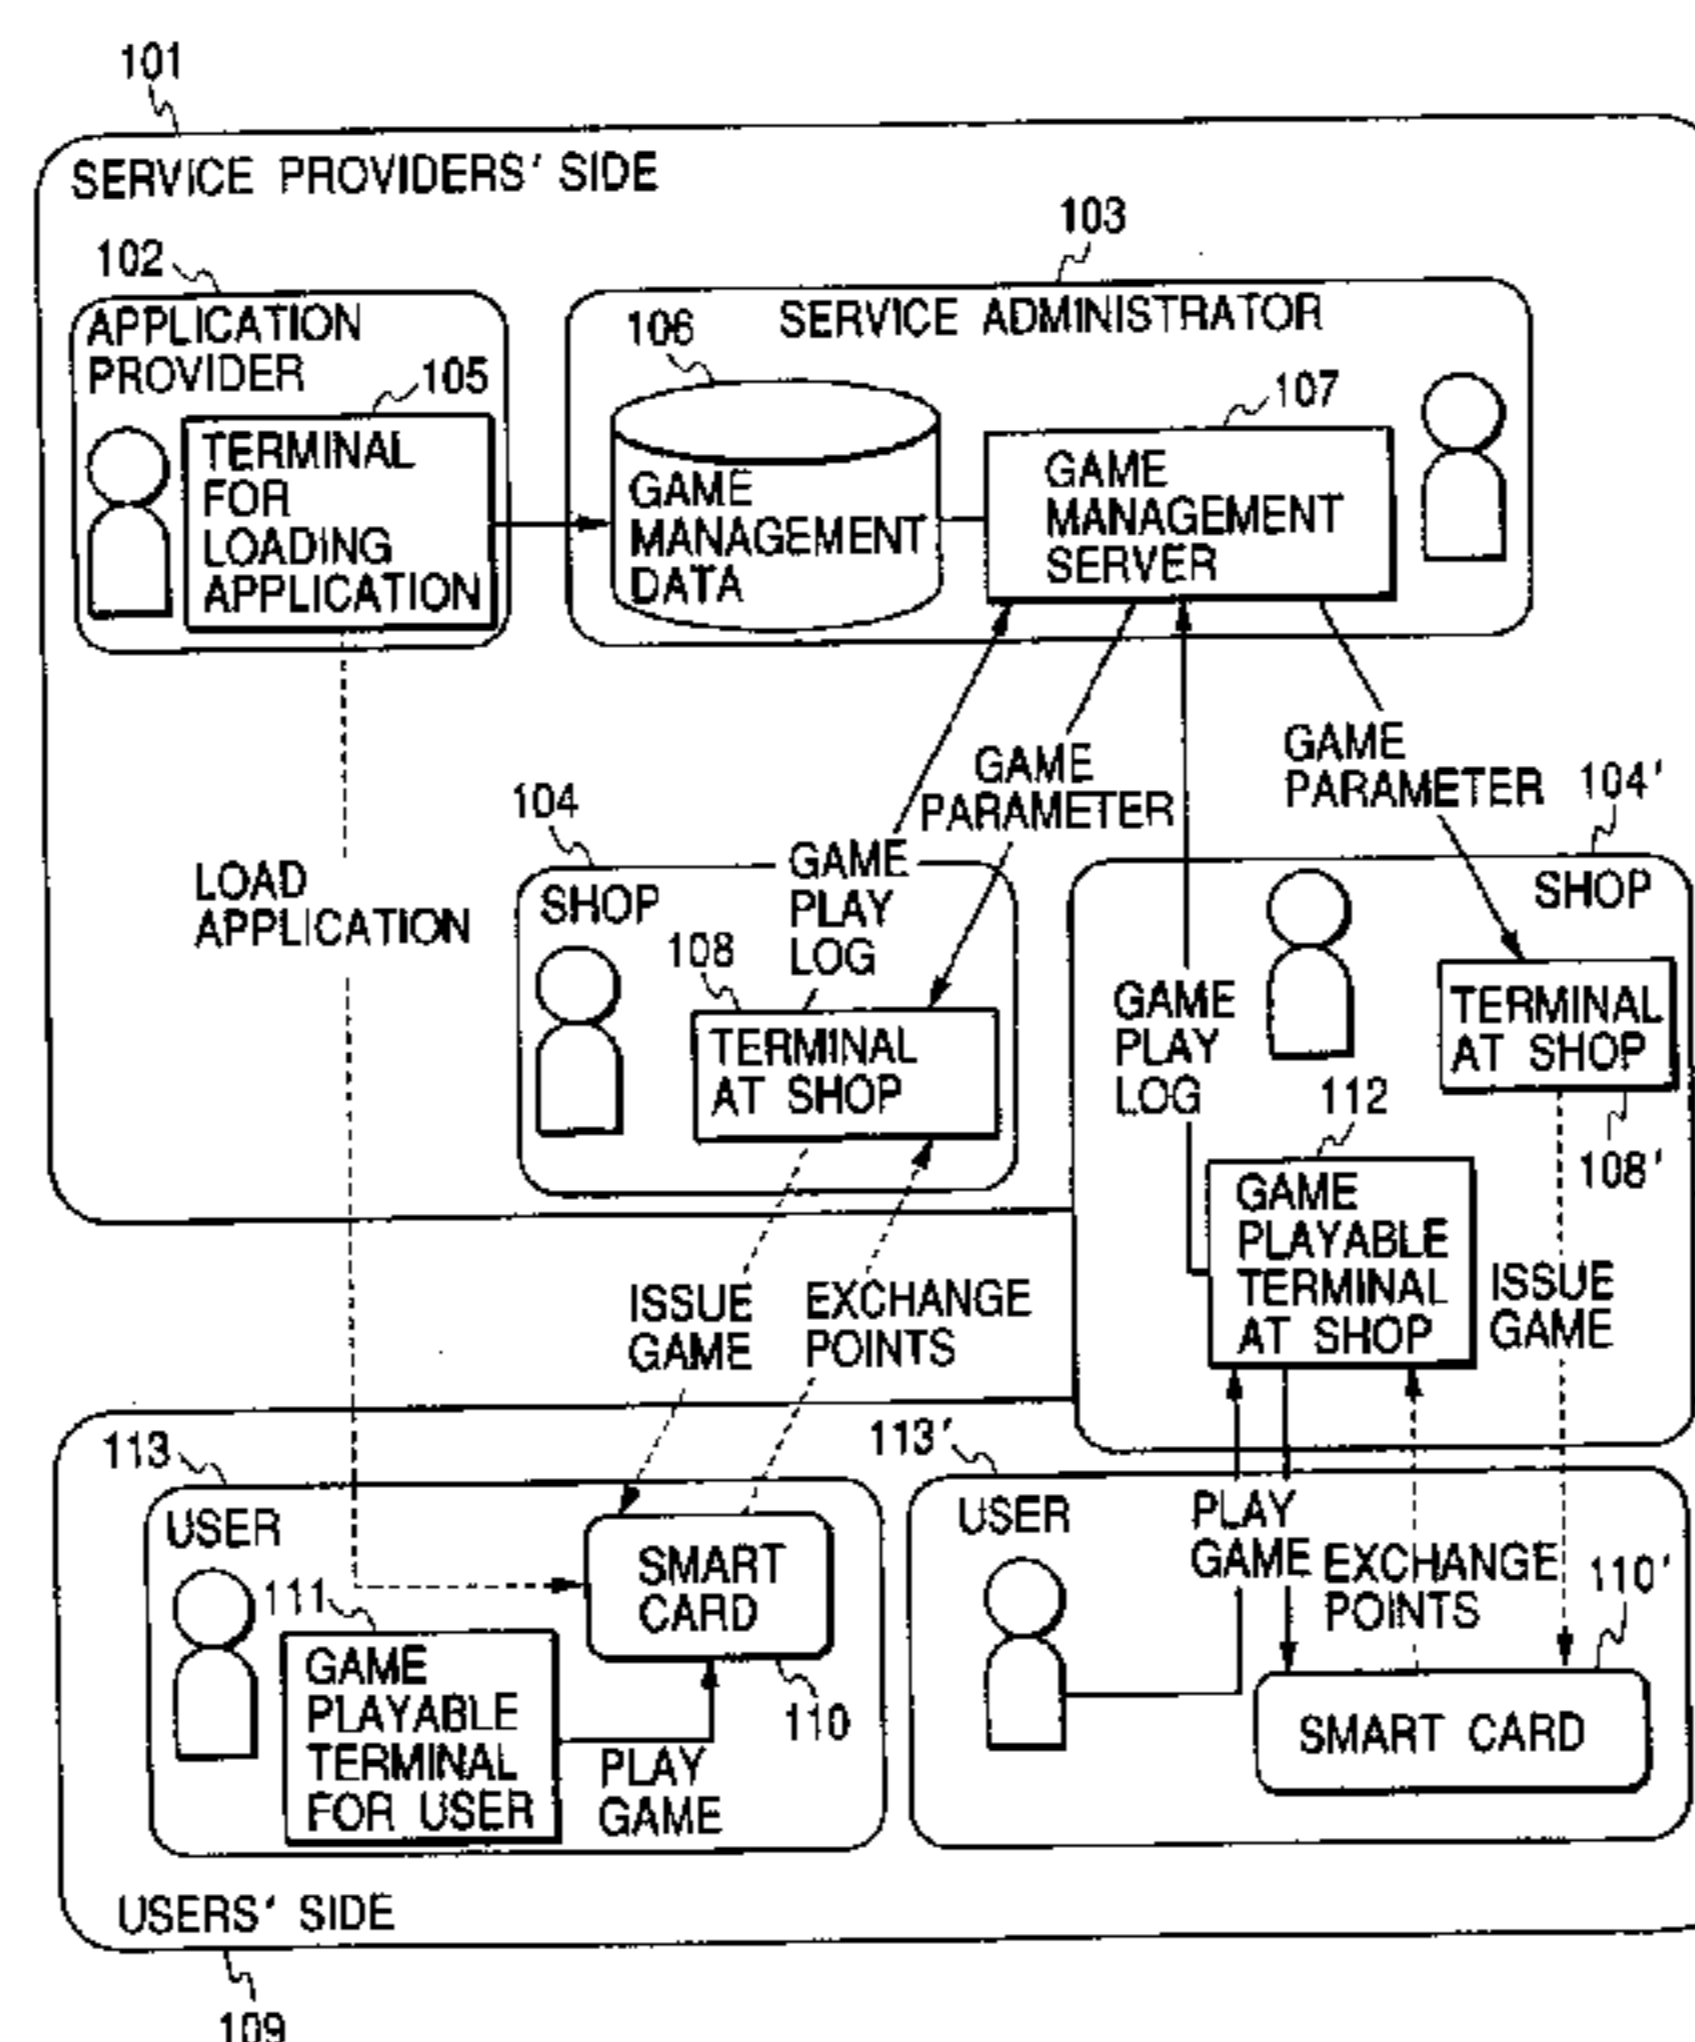 101
SERVICE PROVIDERS' SIDE
103
102
APPLICATION
PROVIDER
105
TERMINAL
FOR
LOADING
APPLICATION
106
SERVICE ADMINISTRATOR
107
GAME
MANAGEMENT
DATA
GAME
MANAGEMENT
SERVER
LOAD
APPLICATION
GAME
PARAMETER
GAME
PARAMETER
104
SHOP
GAME
PLAY
LOG
108
TERMINAL
AT SHOP
104'
SHOP
GAME
PLAY
LOG
TERMINAL
AT SHOP
108'
112
GAME
PLAYABLE
TERMINAL
AT SHOP
ISSUE
GAME
ISSUE
GAME
EXCHANGE
POINTS
113
USER
SMART
CARD
110
111
GAME
PLAYABLE
TERMINAL
FOR USER
PLAY
GAME
113'
USER
PLAY
GAME
EXCHANGE
POINTS
110'
SMART CARD
USERS' SIDE
109